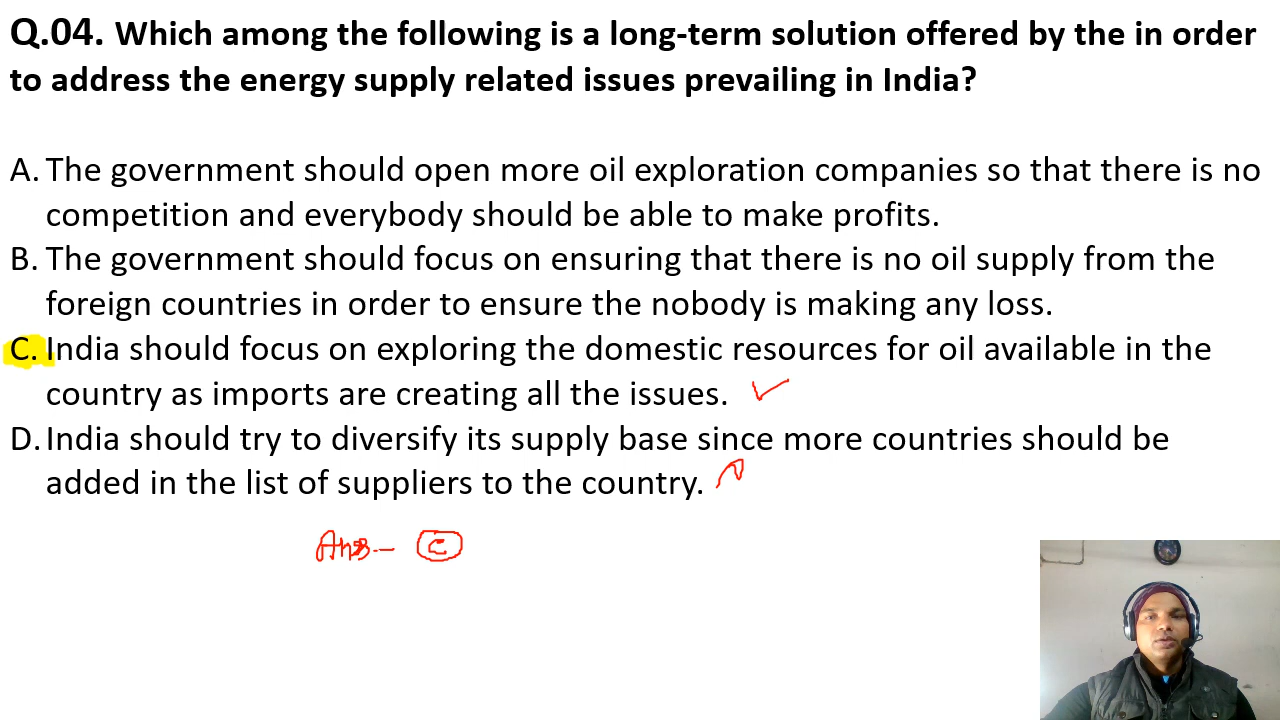 Q.04. Which among the following is a long-term solution offered by the in order
to address the energy supply related issues prevailing in India?
A. The government should open more oil exploration companies so that there is no
competition and everybody should be able to make profits.
B. The government should focus on ensuring that there is no oil supply from the
foreign countries in order to ensure the nobody is making any loss.
C. India should focus on exploring the domestic resources for oil available in the
country as imports are creating all the issues.
D. India should try to diversify its supply base since more countries should be
added in the list of suppliers to the country.
Ans- C